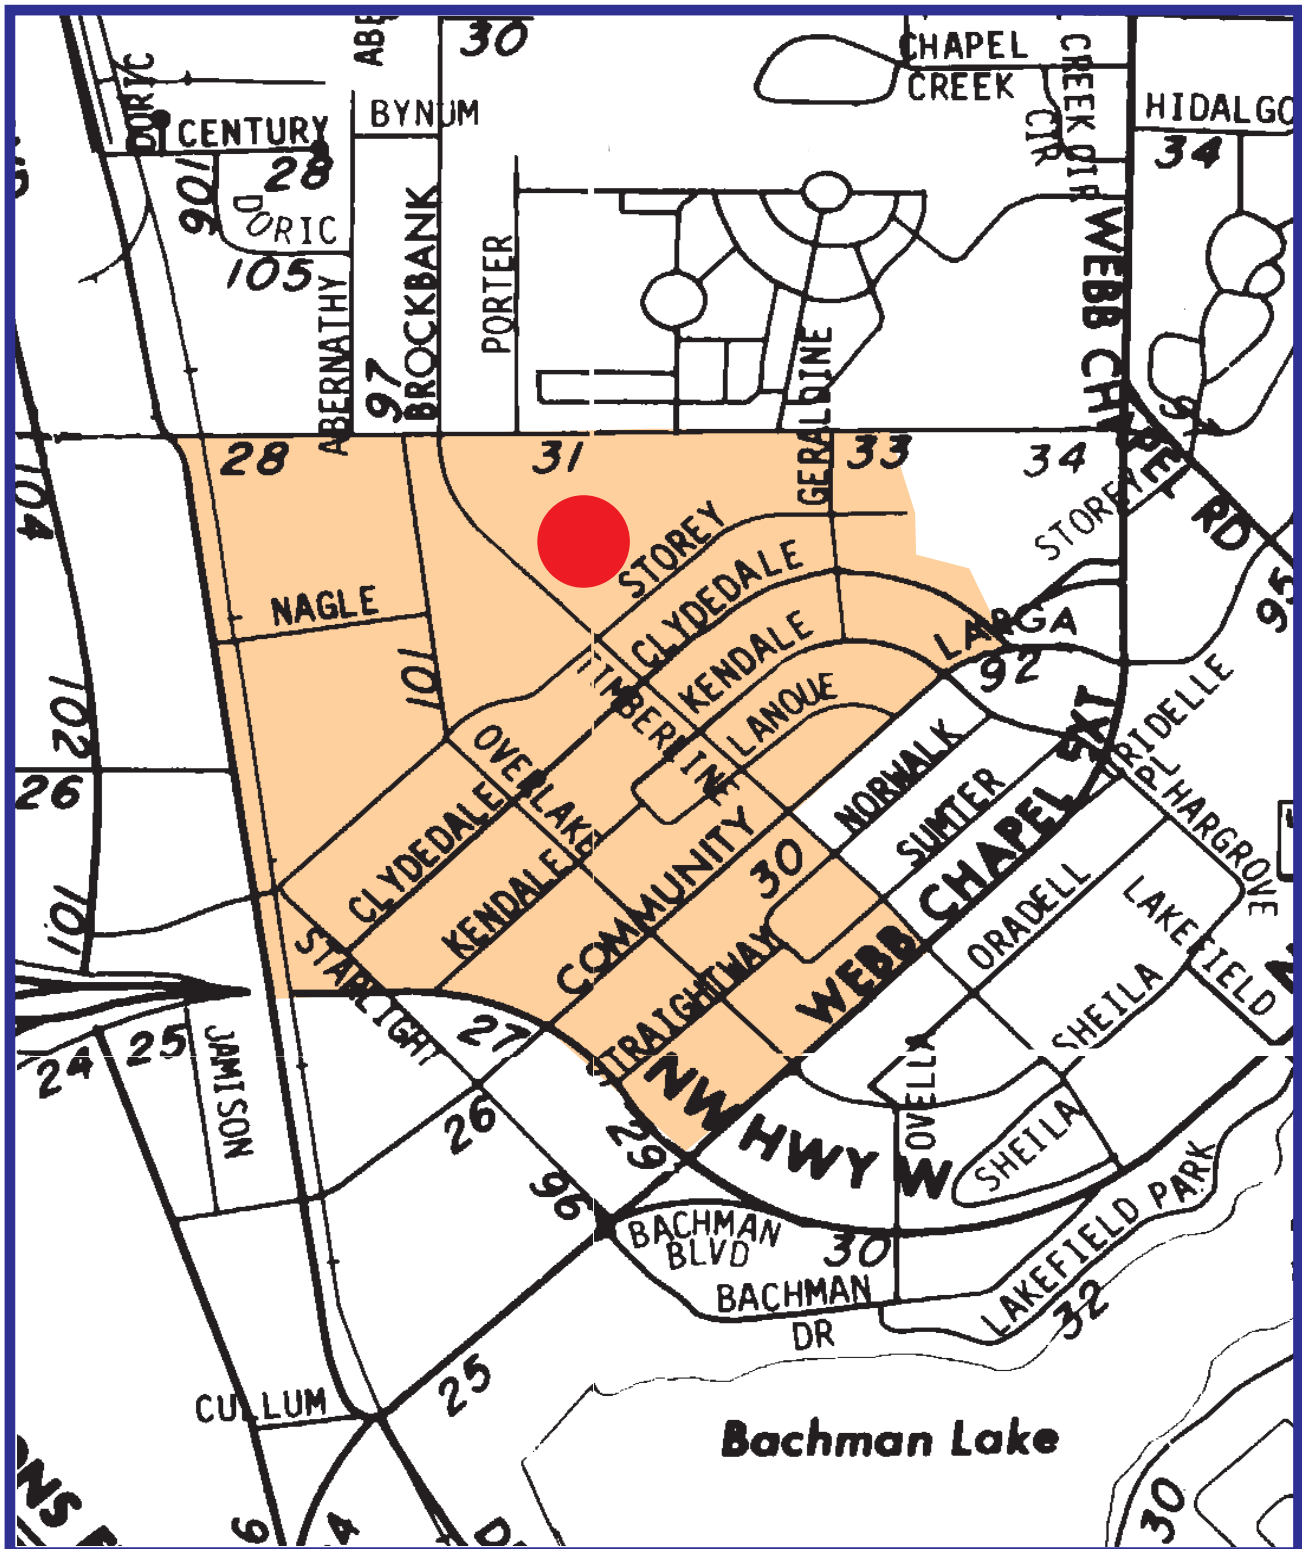 30
CHAPEL
CREEK
CREEK CIR
CIR
DORIC
BYNUM
HIDALGO
CENTURY
34
106
28
DORIC
105
ABERNATHY
97
BROCKBANK
PORTER
GERALDINE
WEBB CHAPEL RD
28
31
33
34
104
STOREY
STOREY
CLYDEDALE
NAGLE
95
KENDALE
LARGA
92
101
TIMBERLINE
LANOUE
102
OVERLAKE
NORWALK
RIDELLE
PL
26
SUMTER
HARGROVE
CLYDEDALE
KENDALE
COMMUNITY
30
WEBB CHAPEL EXT
ORADELL
LAKEFIELD
101
STARLIGHT
STRAIGHTWAY
SHEILA
27
24
25
JAMISON
NW HWY W
OVELLA
SHEILA
26
29
96
BACHMAN
BLVD
30
LAKEFIELD PARK
BACHMAN
DR
32
25
CULLUM
Bachman Lake
30